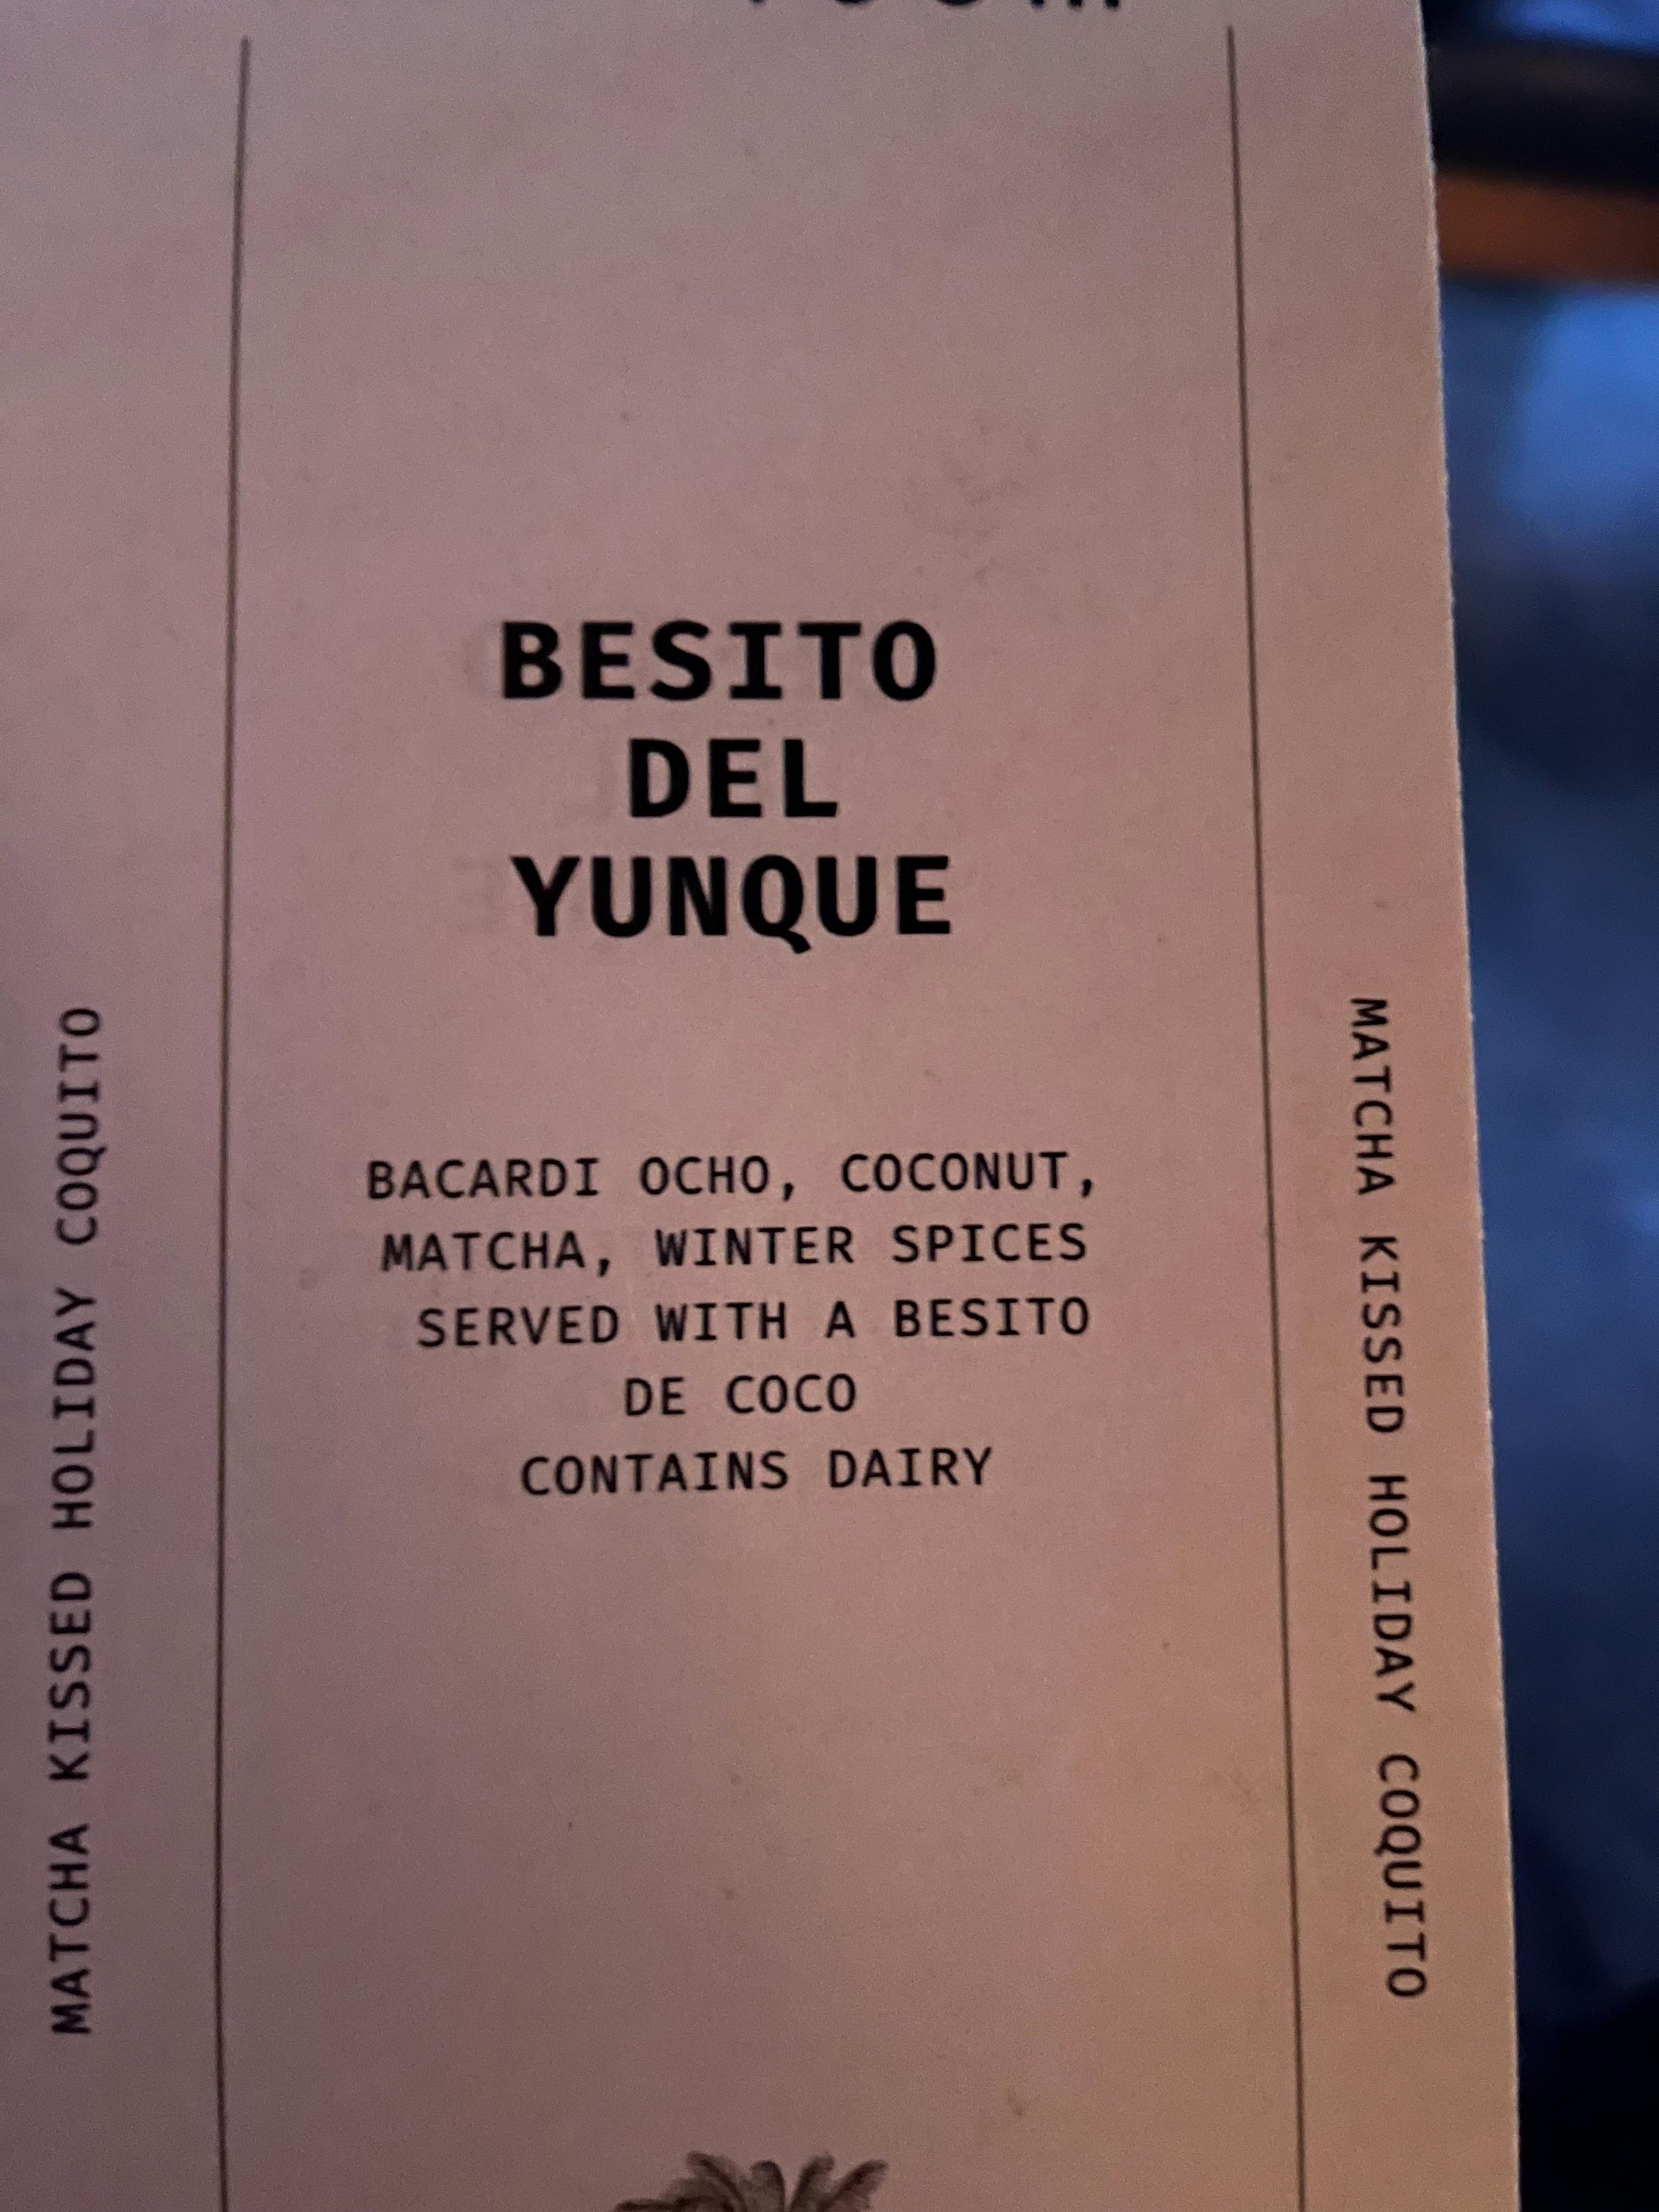 BESITO
DEL
YUNQUE
BACARDI OCHO, COCONUT,
MATCHA, WINTER SPICES
SERVED WITH A BESITO
DE COCO
CONTAINS DAIRY
MATCHA KISSED HOLIDAY COQUITO
MATCHA KISSED HOLIDAY COQUITO